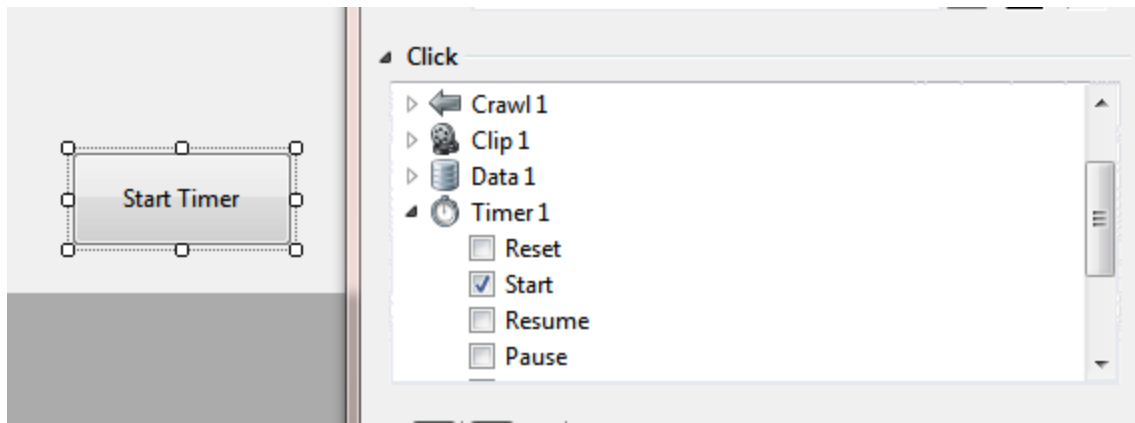 Click
Crawl 1
Clip 1
Data 1
Start Timer
Timer 1
Reset
Start
Resume
Pause